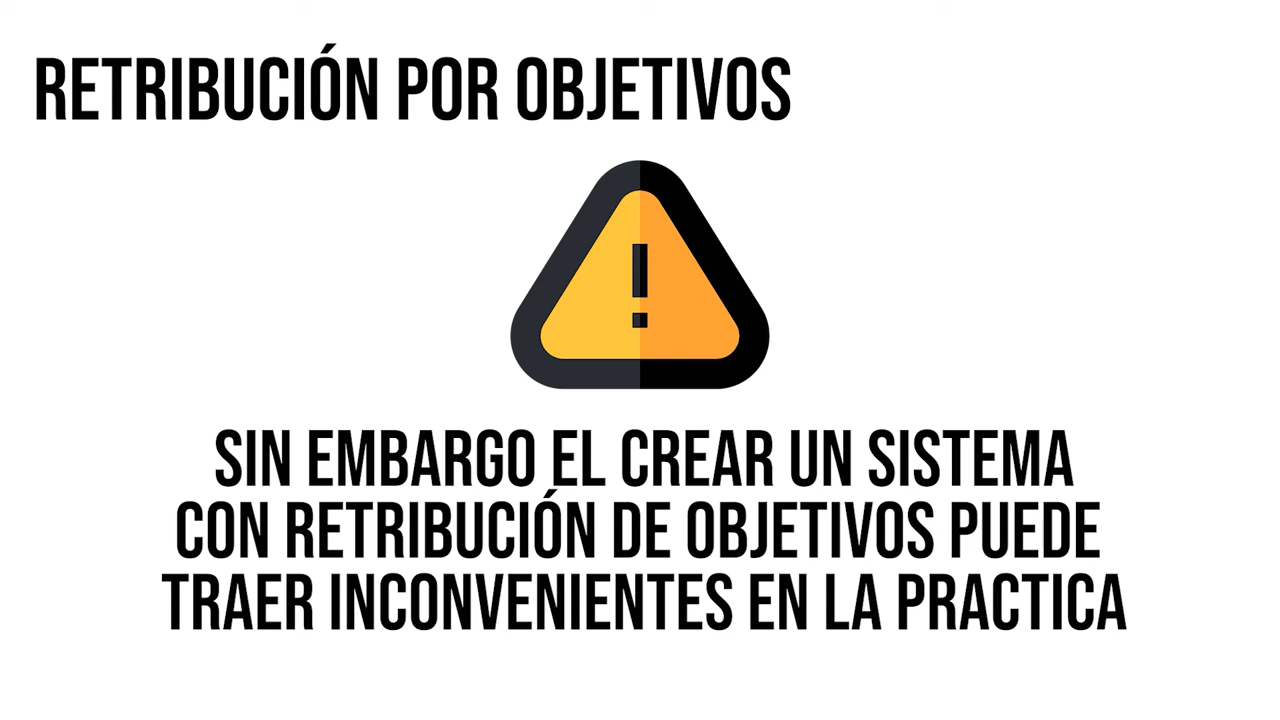 RETRIBUCIÓN POR OBJETIVOS
!
SIN EMBARGO EL CREAR UN SISTEMA
CON RETRIBUCIÓN DE OBJETIVOS PUEDE
TRAER INCONVENIENTES EN LA PRACTICA